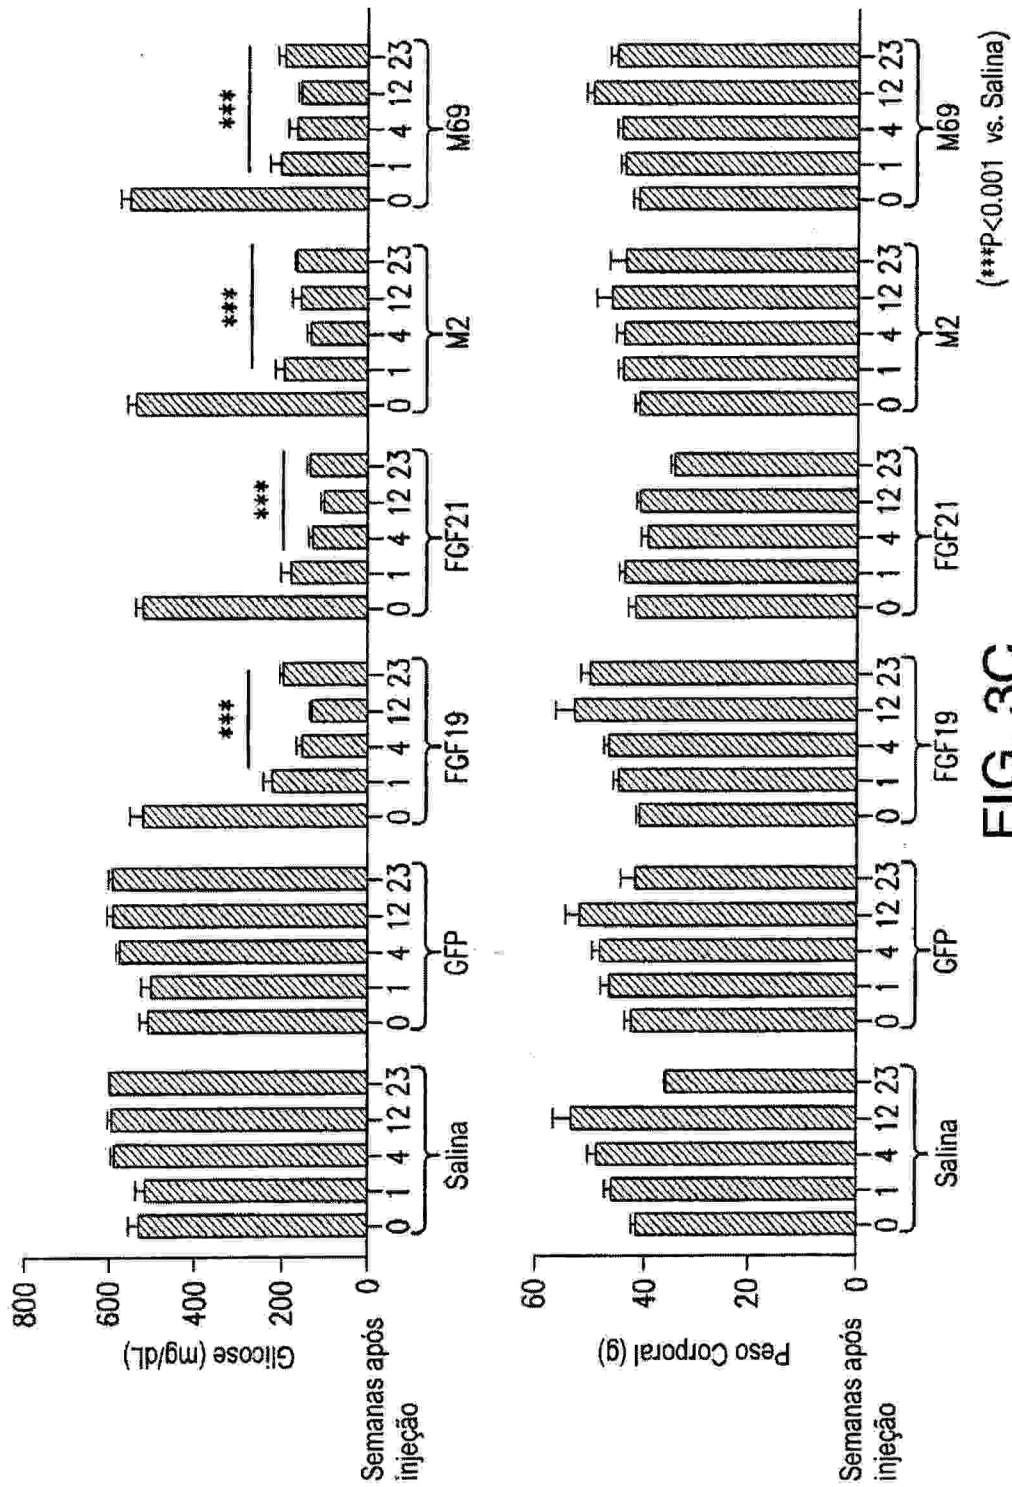 800
600
400
200
0
Glicose (mg/dL)
Semanas após
injeção
0 1 4 12 23 0 1 4 12 23 0 1 4 12 23 0 1 4 12 23 0 1 4 12 23 0 1 4 12 23
Salina GFP FGF19 FGF21 M2 M69
*** *** *** ***
60
40
20
0
Peso Corporal (g)
Semanas após
injeção
0 1 4 12 23 0 1 4 12 23 0 1 4 12 23 0 1 4 12 23 0 1 4 12 23 0 1 4 12 23
Salina GFP FGF19 FGF21 M2 M69
(***P<0.001 vs. Salina)
FIG. 3C